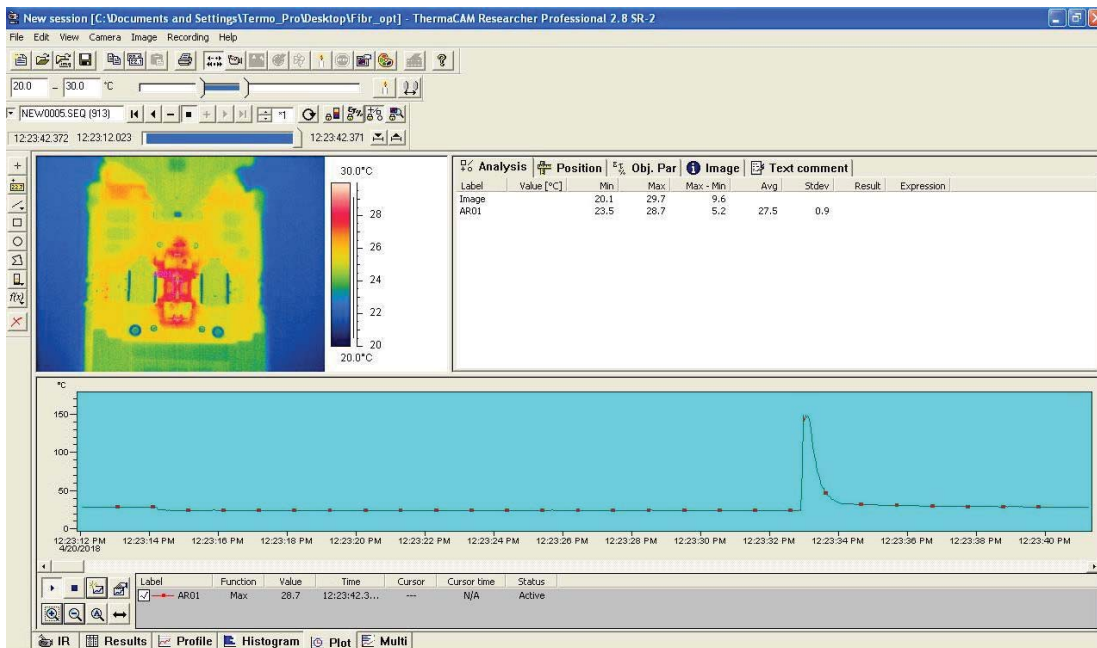 New session [C:\Documents and Settings\Termo_Pro\Desktop\Fibr_opt] - ThermaCAM Researcher Professional 2.8 SR-2
File Edit View Camera Image Recording Help
20.0 - 30.0 °C
NEW0005.SEQ (913) *1
12:23:42.372 12:23:12.023 12:23:42.371
30.0°C
28
26
24
22
20
20.0°C
Analysis Position Obj. Par Image Text comment
Label Value [°C] Min Max Max - Min Avg Stdev Result Expression
Image 20.1 29.7 9.6
AR01 23.5 28.7 5.2 27.5 0.9
°C
150
100
50
0
12:23:12 PM 12:23:14 PM 12:23:16 PM 12:23:18 PM 12:23:20 PM 12:23:22 PM 12:23:24 PM 12:23:26 PM 12:23:28 PM 12:23:30 PM 12:23:32 PM 12:23:34 PM 12:23:36 PM 12:23:38 PM 12:23:40 PM
4/20/2018
Label Function Value Time Cursor Cursor time Status
AR01 Max 28.7 12:23:42.3... --- N/A Active
IR Results Profile Histogram Plot Multi